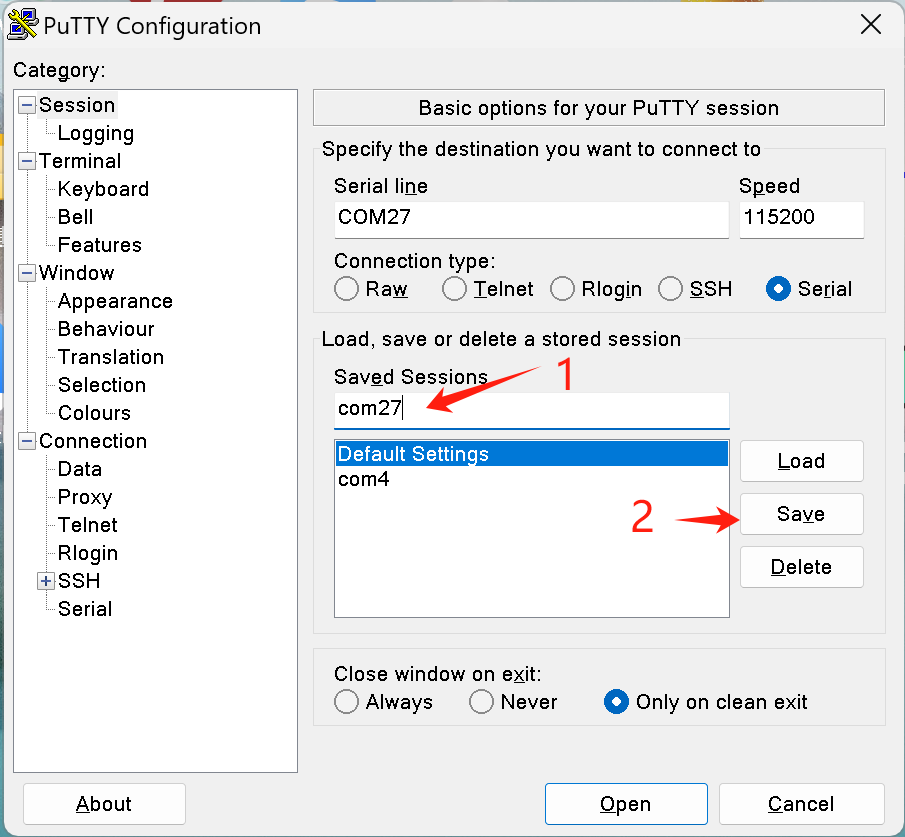 PuTTY Configuration
Category:
Session
Logging
Terminal
Keyboard
Bell
Features
Window
Appearance
Behaviour
Translation
Selection
Colours
Connection
Data
Proxy
Telnet
Rlogin
SSH
Serial
Basic options for your PuTTY session
Specify the destination you want to connect to
Serial line Speed
COM27 115200
Connection type:
Raw Telnet Rlogin SSH Serial
Load, save or delete a stored session
Saved Sessions 1
com27
Default Settings
com4
Load
2 Save
Delete
Close window on exit:
Always Never Only on clean exit
About Open Cancel